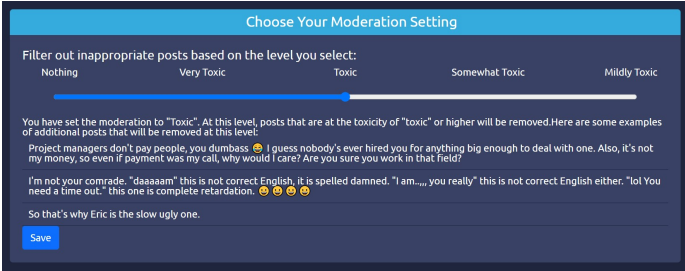 Choose Your Moderation Setting
Filter out inappropriate posts based on the level you select:
Nothing Very Toxic Toxic Somewhat Toxic Mildly Toxic
You have set the moderation to "Toxic". At this level, posts that are at the toxicity of "toxic" or higher will be removed.Here are some examples
of additional posts that will be removed at this level:
Project managers don't pay people, you dumbass 😄 I guess nobody's ever hired you for anything big enough to deal with one. Also, it's not
my money, so even if payment was my call, why would I care? Are you sure you work in that field?
I'm not your comrade. "daaaaam" this is not correct English, it is spelled damned. "I am..,,, you really" this is not correct English either. "lol You
need a time out." this one is complete retardation. 😄 😄 😄 😄
So that's why Eric is the slow ugly one.
Save